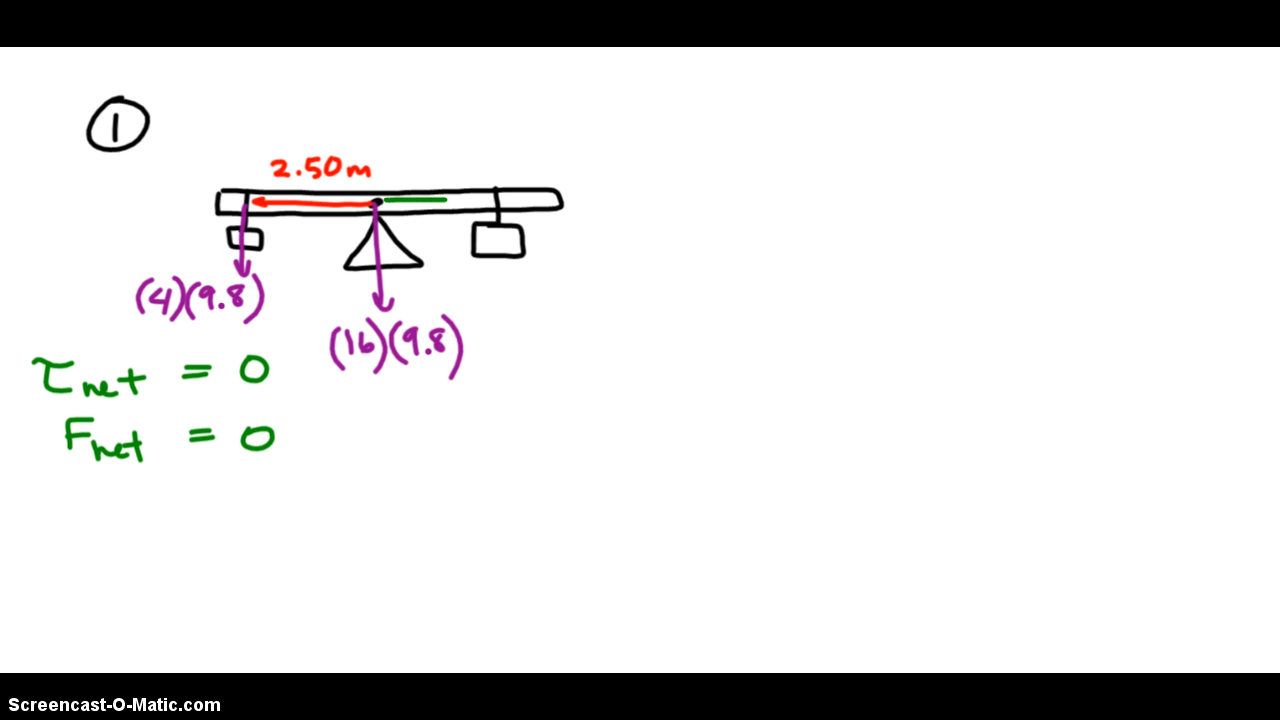 1
2.50m
(4)(9.8)
(16)(9.8)
τnet = 0
Fnet = 0
Screencast-O-Matic.com